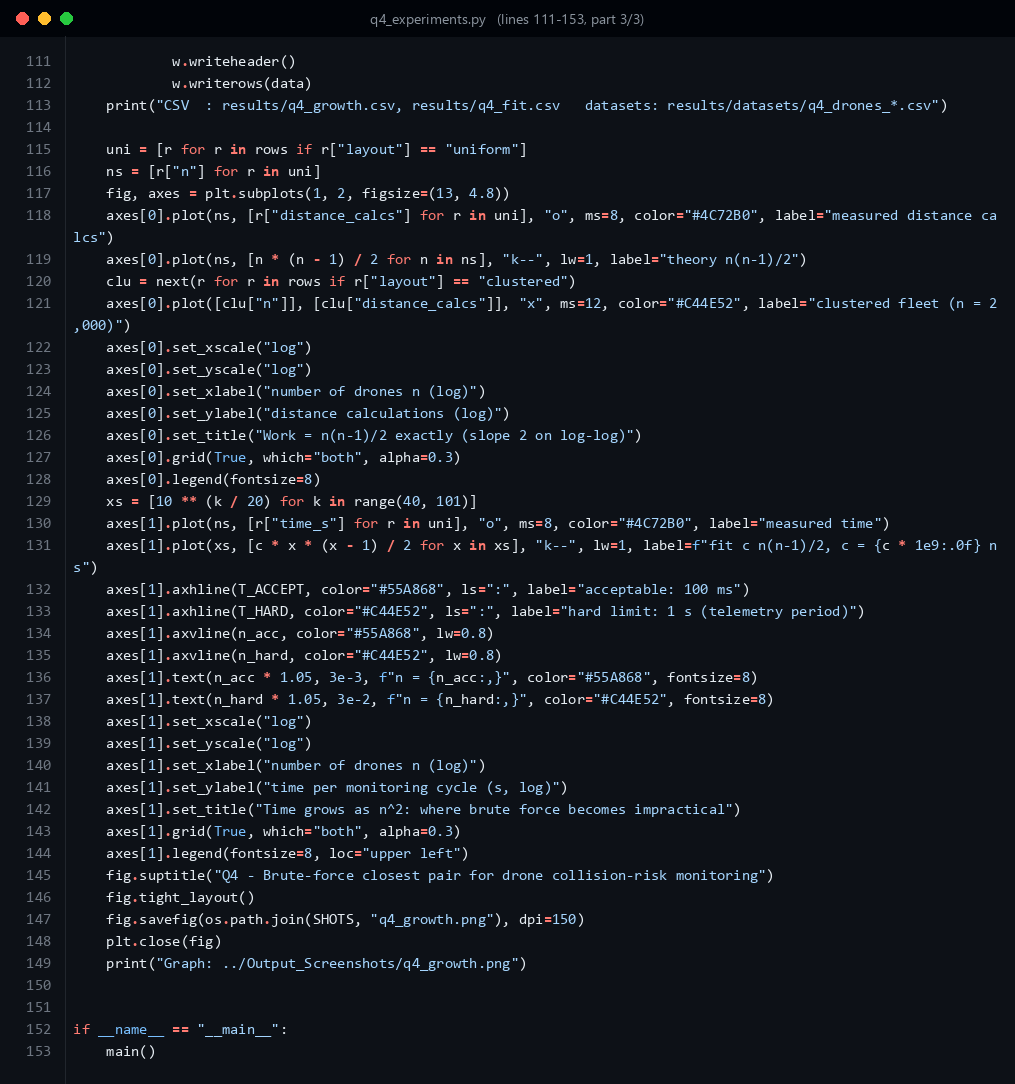 q4_experiments.py   (lines 111-153, part 3/3)
111            w.writeheader()
112            w.writerows(data)
113    print("CSV  : results/q4_growth.csv, results/q4_fit.csv   datasets: results/datasets/q4_drones_*.csv")
114
115    uni = [r for r in rows if r["layout"] == "uniform"]
116    ns = [r["n"] for r in uni]
117    fig, axes = plt.subplots(1, 2, figsize=(13, 4.8))
118    axes[0].plot(ns, [r["distance_calcs"] for r in uni], "o", ms=8, color="#4C72B0", label="measured distance ca
lcs")
119    axes[0].plot(ns, [n * (n - 1) / 2 for n in ns], "k--", lw=1, label="theory n(n-1)/2")
120    clu = next(r for r in rows if r["layout"] == "clustered")
121    axes[0].plot([clu["n"]], [clu["distance_calcs"]], "x", ms=12, color="#C44E52", label="clustered fleet (n = 2
,000)")
122    axes[0].set_xscale("log")
123    axes[0].set_yscale("log")
124    axes[0].set_xlabel("number of drones n (log)")
125    axes[0].set_ylabel("distance calculations (log)")
126    axes[0].set_title("Work = n(n-1)/2 exactly (slope 2 on log-log)")
127    axes[0].grid(True, which="both", alpha=0.3)
128    axes[0].legend(fontsize=8)
129    xs = [10 ** (k / 20) for k in range(40, 101)]
130    axes[1].plot(ns, [r["time_s"] for r in uni], "o", ms=8, color="#4C72B0", label="measured time")
131    axes[1].plot(xs, [c * x * (x - 1) / 2 for x in xs], "k--", lw=1, label=f"fit c n(n-1)/2, c = {c * 1e9:.0f} n
s")
132    axes[1].axhline(T_ACCEPT, color="#55A868", ls=":", label="acceptable: 100 ms")
133    axes[1].axhline(T_HARD, color="#C44E52", ls=":", label="hard limit: 1 s (telemetry period)")
134    axes[1].axvline(n_acc, color="#55A868", lw=0.8)
135    axes[1].axvline(n_hard, color="#C44E52", lw=0.8)
136    axes[1].text(n_acc * 1.05, 3e-3, f"n = {n_acc:,}", color="#55A868", fontsize=8)
137    axes[1].text(n_hard * 1.05, 3e-2, f"n = {n_hard:,}", color="#C44E52", fontsize=8)
138    axes[1].set_xscale("log")
139    axes[1].set_yscale("log")
140    axes[1].set_xlabel("number of drones n (log)")
141    axes[1].set_ylabel("time per monitoring cycle (s, log)")
142    axes[1].set_title("Time grows as n^2: where brute force becomes impractical")
143    axes[1].grid(True, which="both", alpha=0.3)
144    axes[1].legend(fontsize=8, loc="upper left")
145    fig.suptitle("Q4 - Brute-force closest pair for drone collision-risk monitoring")
146    fig.tight_layout()
147    fig.savefig(os.path.join(SHOTS, "q4_growth.png"), dpi=150)
148    plt.close(fig)
149    print("Graph: ../Output_Screenshots/q4_growth.png")
150
151
152 if __name__ == "__main__":
153    main()